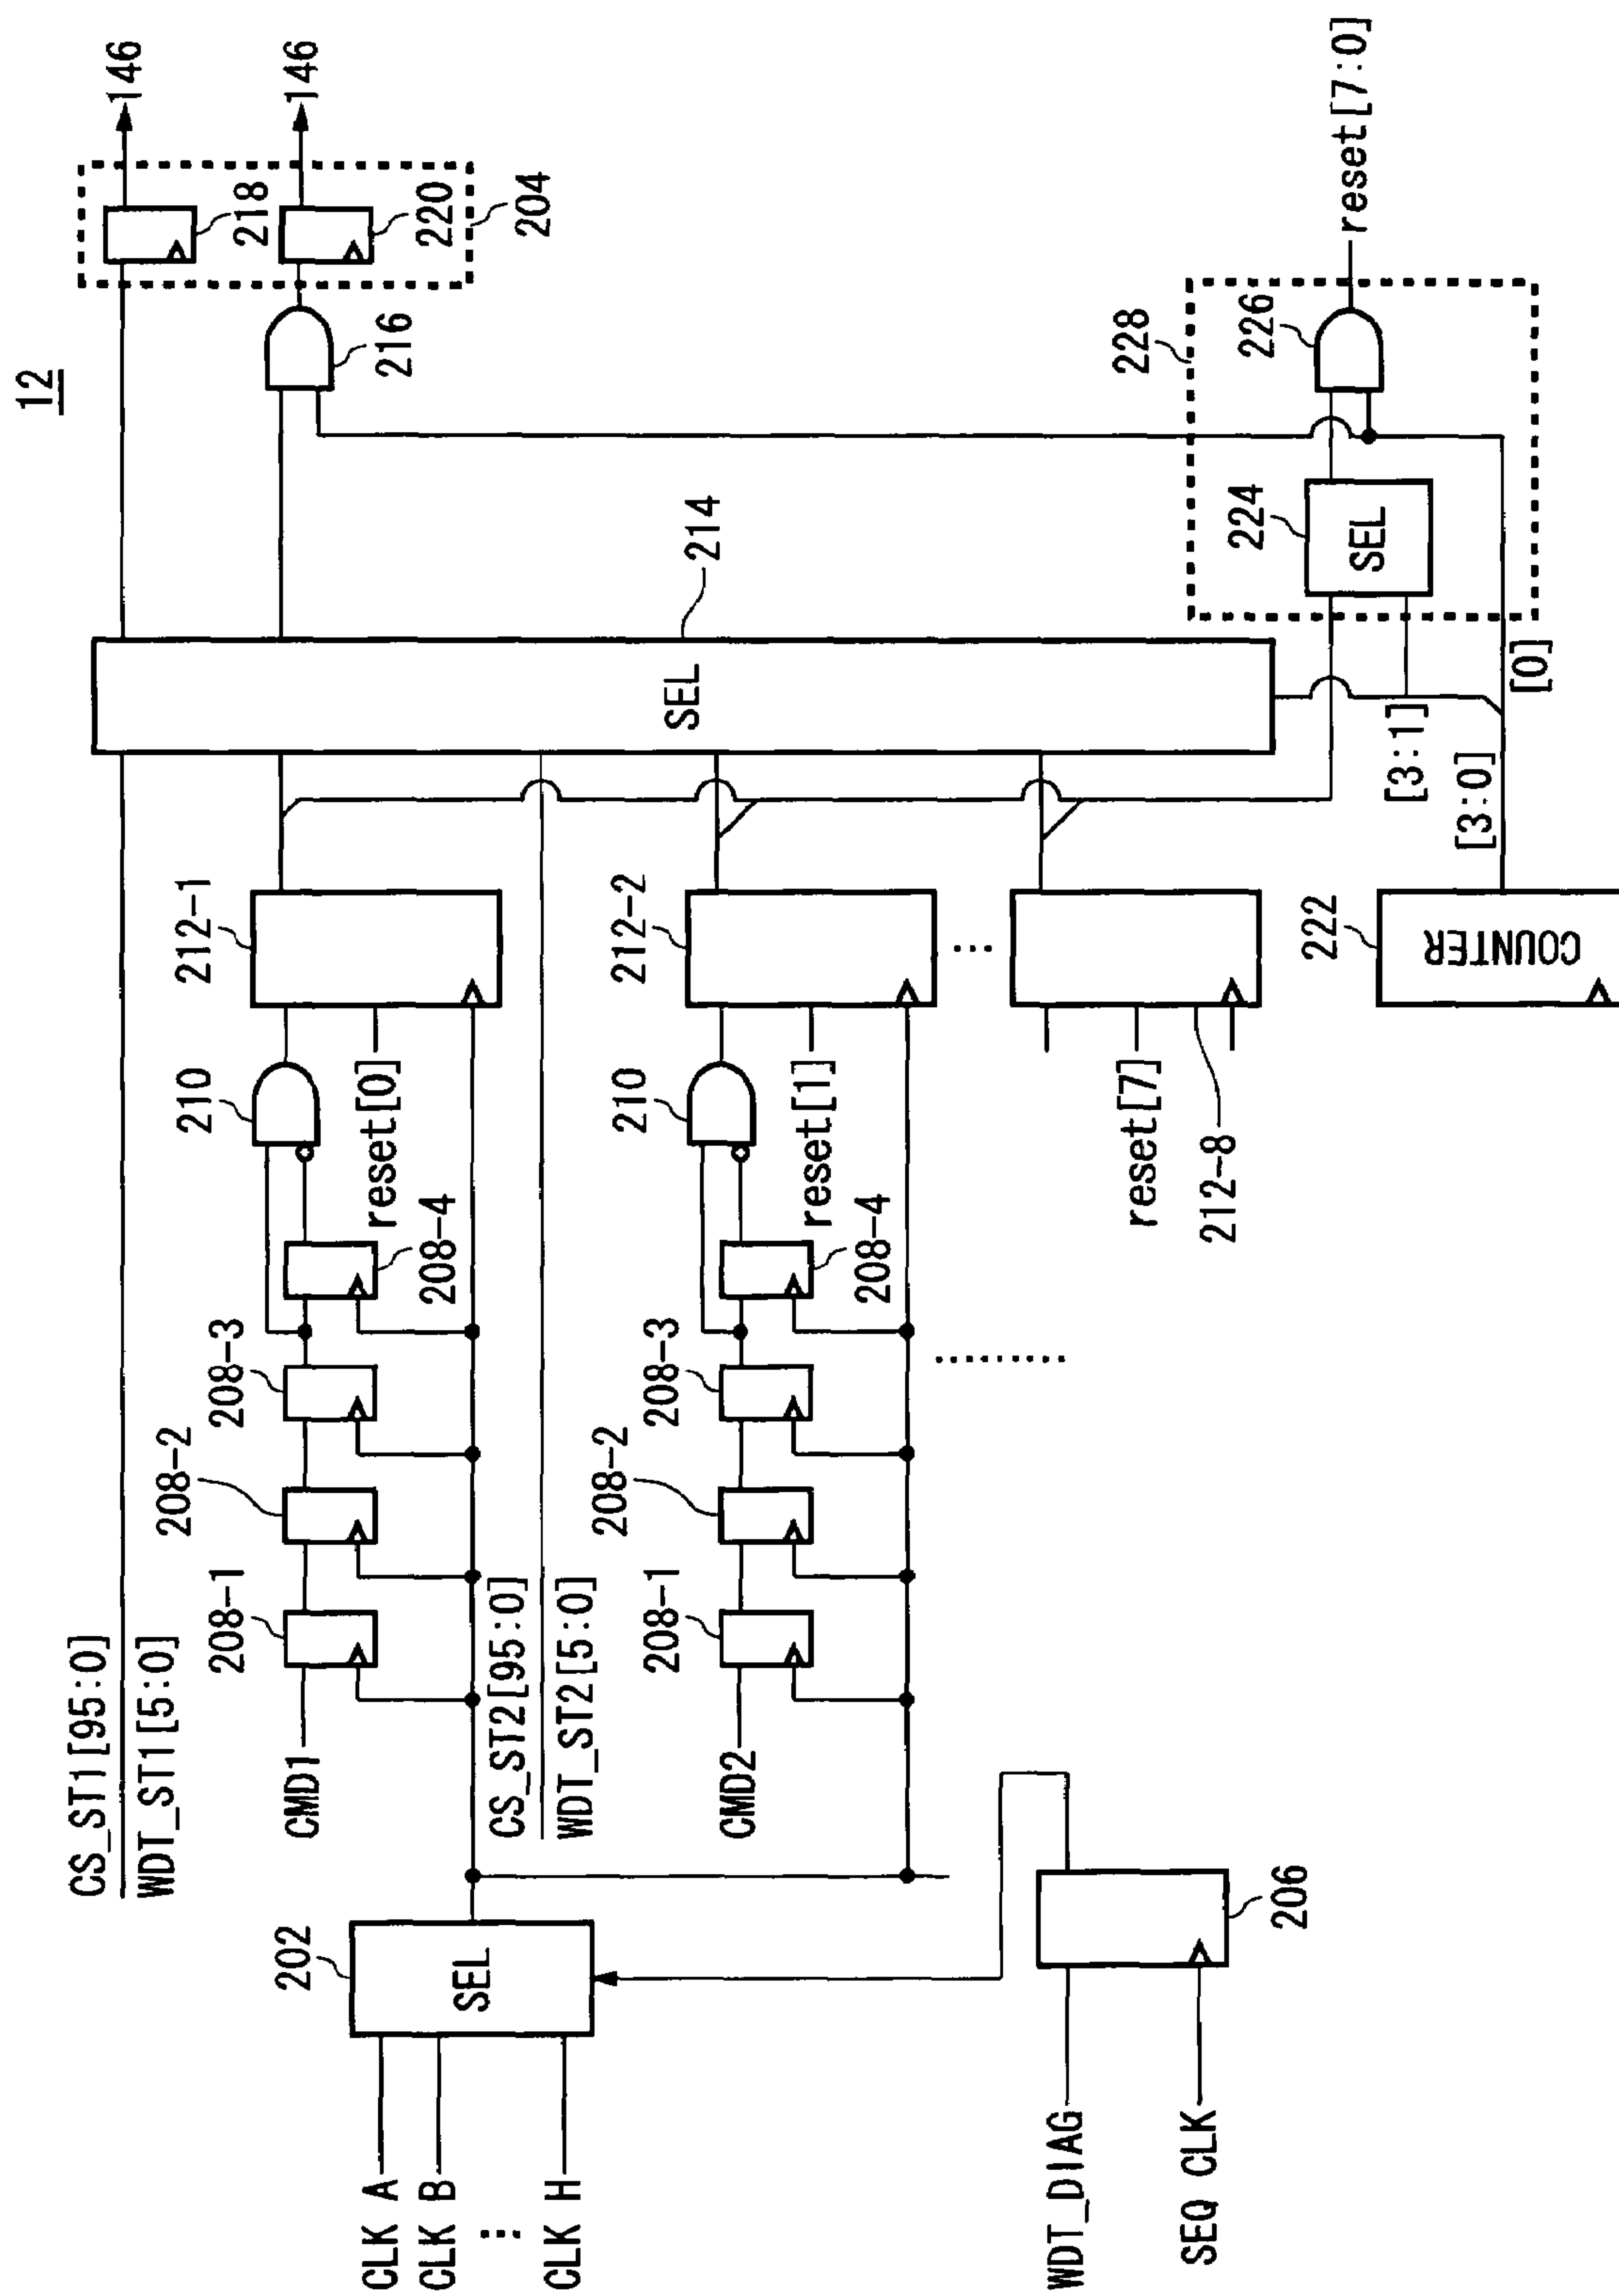 12
CS_ST1[95:0]
WDT_ST1[5:0]
146
218
146
220
204
216
CMD1
208-1
208-2
208-3
208-4
210
reset[0]
212-1
CS_ST2[95:0]
WDT_ST2[5:0]
CMD2
208-1
208-2
208-3
208-4
210
reset[1]
212-2
...
reset[7]
212-8
SEL
214
CLK A
CLK B
CLK H
202
SEL
WDT_DIAG
SEQ CLK
206
222
COUNTER
[3:0]
[3:1]
[0]
224
SEL
226
228
reset[7:0]